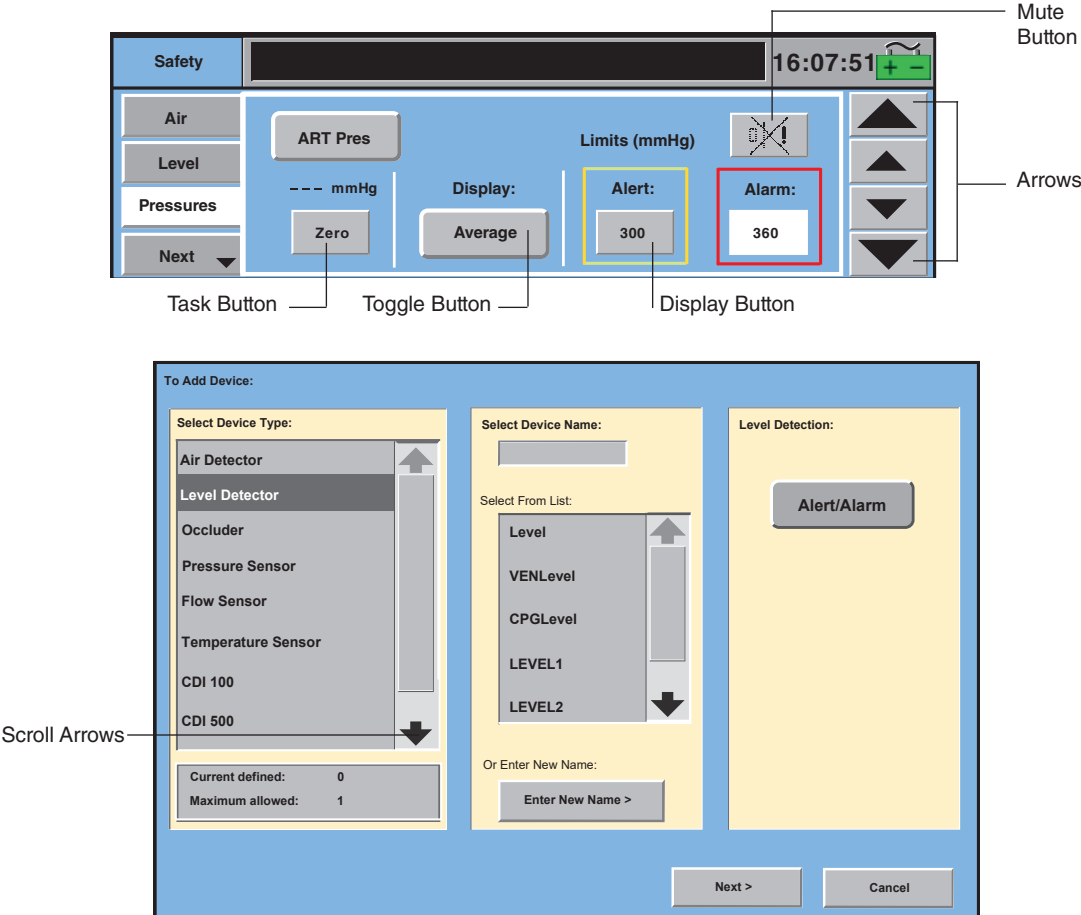 Mute
Button
Safety
16:07:51
+ −
Air
ART Pres
Limits (mmHg)
Level
Arrows
--- mmHg
Display:
Alert:
Alarm:
Pressures
Zero
Average
300
360
Next
Task Button
Toggle Button
Display Button
To Add Device:
Select Device Type:
Air Detector
Level Detector
Occluder
Pressure Sensor
Flow Sensor
Temperature Sensor
CDI 100
CDI 500
Scroll Arrows
Current defined: 0
Maximum allowed: 1
Select Device Name:
Select From List:
Level
VENLevel
CPGLevel
LEVEL1
LEVEL2
Or Enter New Name:
Enter New Name >
Level Detection:
Alert/Alarm
Next >
Cancel